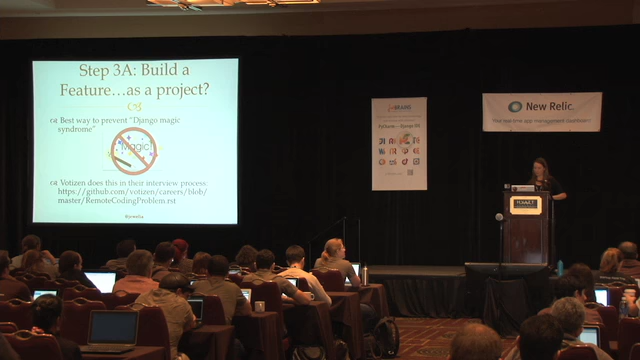 Step 3A: Build a
Feature…as a project?
Best way to prevent "Django magic
syndrome"
Magic!
Votizen does this in their interview process:
https://github.com/votizen/careers/blob/
master/RemoteCodingProblem.rst
New Relic.
HYATT